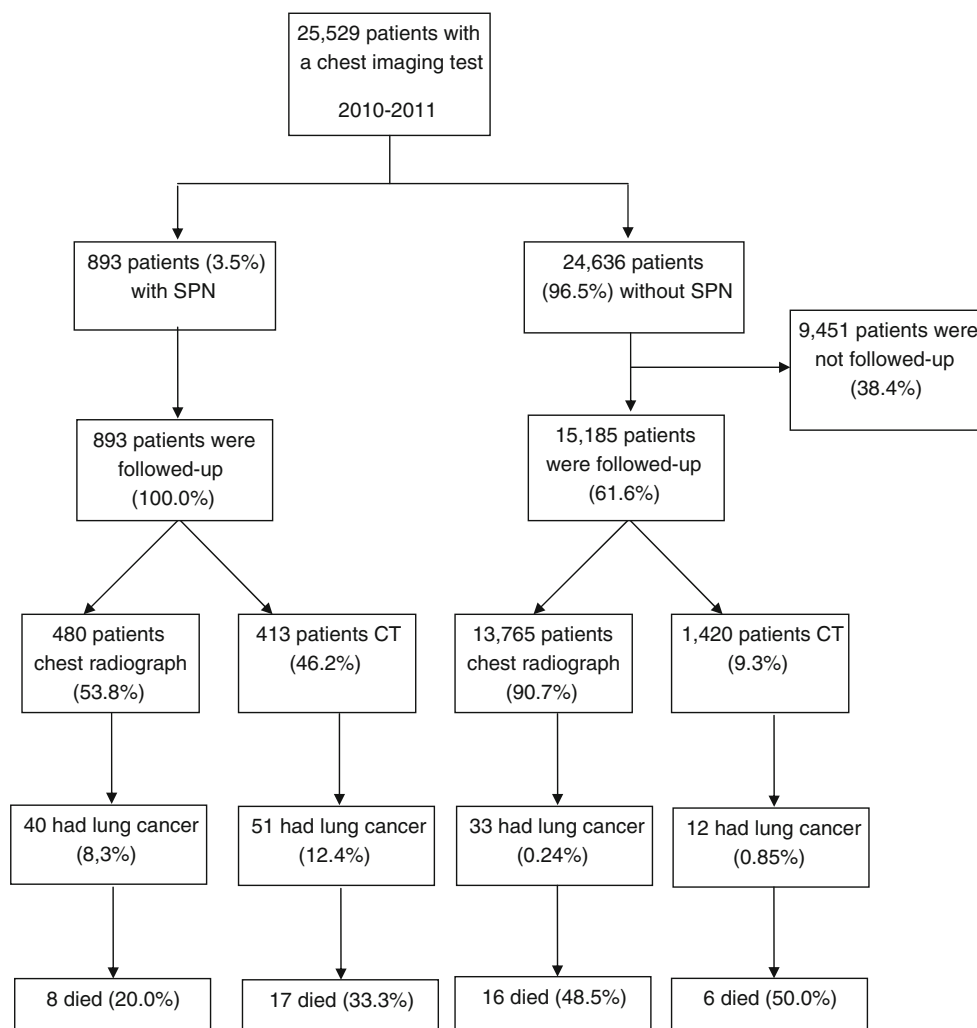 25,529 patients with
a chest imaging test
2010-2011
893 patients (3.5%)
with SPN
24,636 patients
(96.5%) without SPN
9,451 patients were
not followed-up
(38.4%)
893 patients were
followed-up
(100.0%)
15,185 patients
were followed-up
(61.6%)
480 patients
chest radiograph
(53.8%)
413 patients CT
(46.2%)
13,765 patients
chest radiograph
(90.7%)
1,420 patients CT
(9.3%)
40 had lung cancer
(8,3%)
51 had lung cancer
(12.4%)
33 had lung cancer
(0.24%)
12 had lung cancer
(0.85%)
8 died (20.0%)
17 died (33.3%)
16 died (48.5%)
6 died (50.0%)